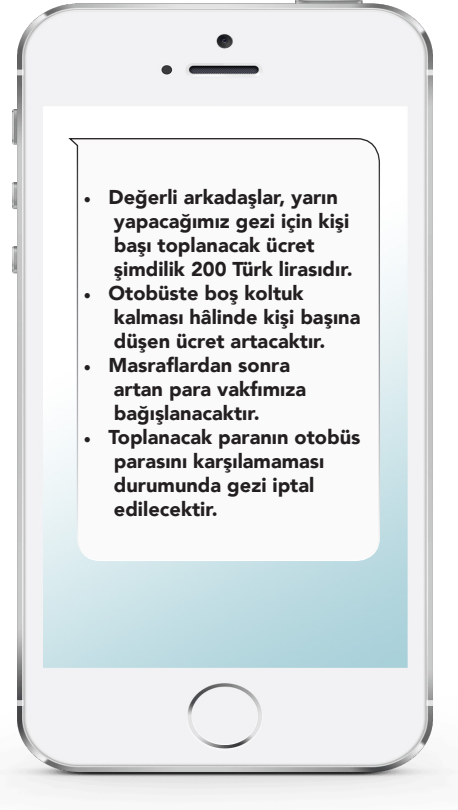 • Değerli arkadaşlar, yarın
yapacağımız gezi için kişi
başı toplanacak ücret
şimdilik 200 Türk lirasıdır.
• Otobüste boş koltuk
kalması hâlinde kişi başına
düşen ücret artacaktır.
• Masraflardan sonra
artan para vakfımıza
bağışlanacaktır.
• Toplanacak paranın otobüs
parasını karşılamaması
durumunda gezi iptal
edilecektir.